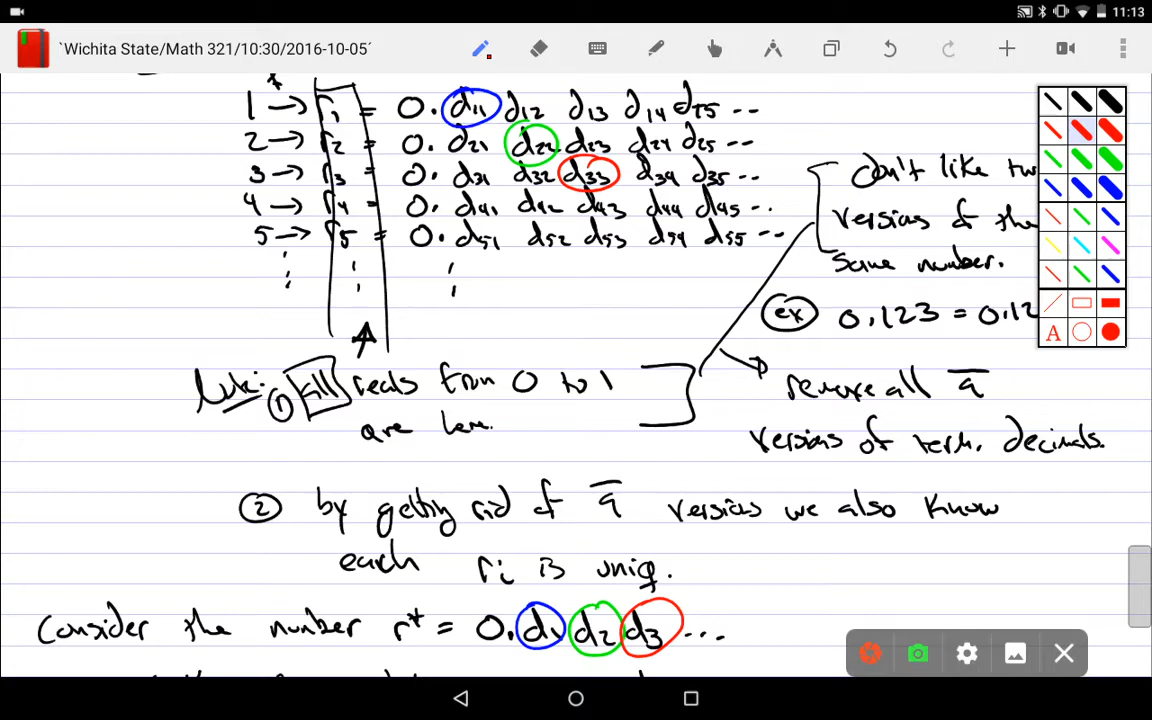 11:13
`Wichita State/Math 321/10:30/2016-10-05´
1 → r1 = 0. d11 d12 d13 d14 d15 --
2 → r2 = 0. d21 d22 d23 d24 d25 --
3 → r3 = 0. d31 d32 d33 d34 d35 --
4 → r4 = 0. d41 d42 d43 d44 d45 ..
5 → r5 = 0. d51 d52 d53 d54 d55 --
⋮ ⋮ ⋮
don't like tw
versions of the
same number.
ex 0.123 = 0.12
A
Note: ① all reals from 0 to 1
are here.
remove all 9̅
versions of term. decimals.
② by getting rid of 9̅ versions we also know
each ri is uniq.
Consider the number r* = 0.d1 d2 d3 ...